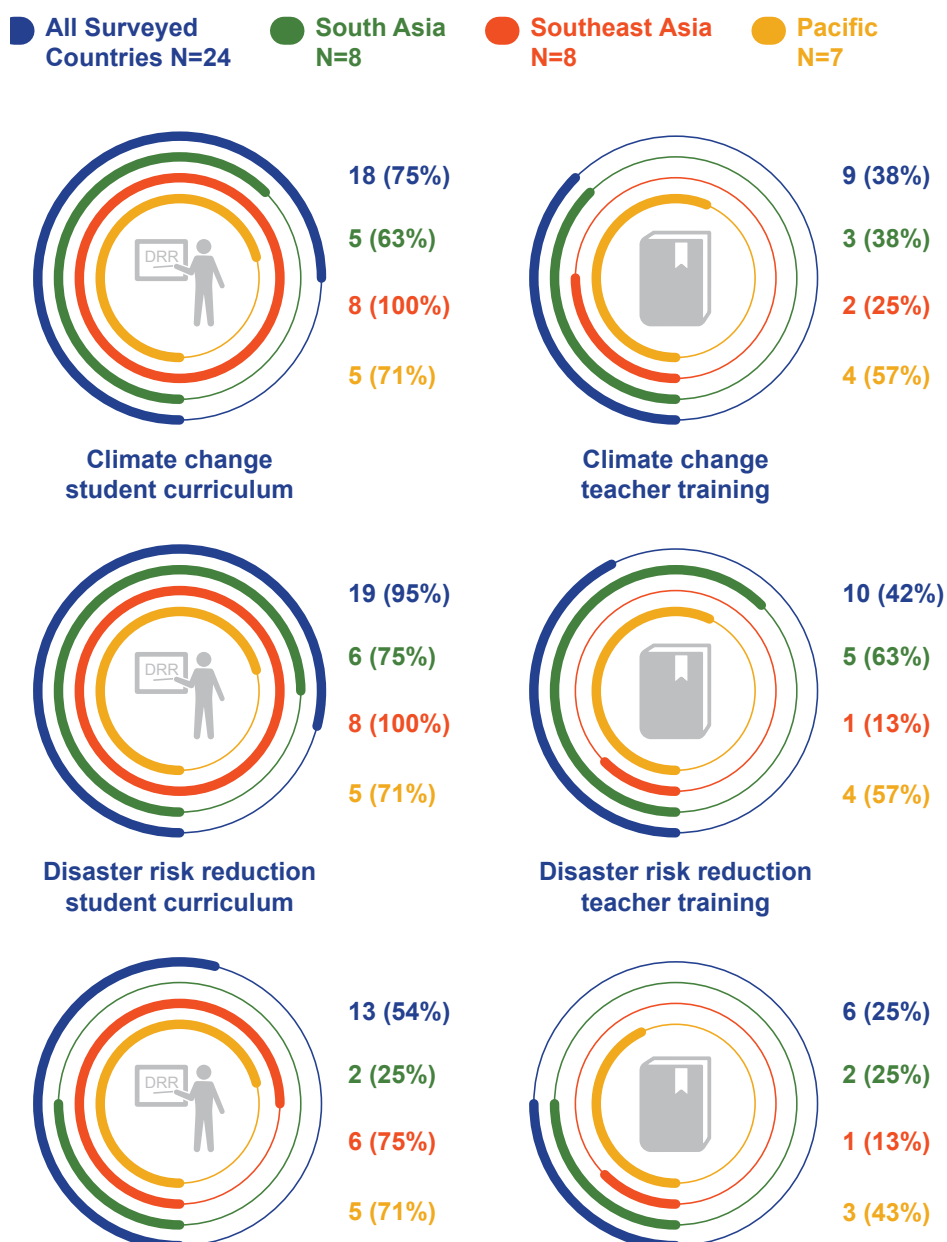 All Surveyed
Countries N=24
South Asia
N=8
Southeast Asia
N=8
Pacific
N=7
DRR
18 (75%)
5 (63%)
8 (100%)
5 (71%)
Climate change
student curriculum
9 (38%)
3 (38%)
2 (25%)
4 (57%)
Climate change
teacher training
DRR
19 (95%)
6 (75%)
8 (100%)
5 (71%)
Disaster risk reduction
student curriculum
10 (42%)
5 (63%)
1 (13%)
4 (57%)
Disaster risk reduction
teacher training
DRR
13 (54%)
2 (25%)
6 (75%)
5 (71%)
6 (25%)
2 (25%)
1 (13%)
3 (43%)